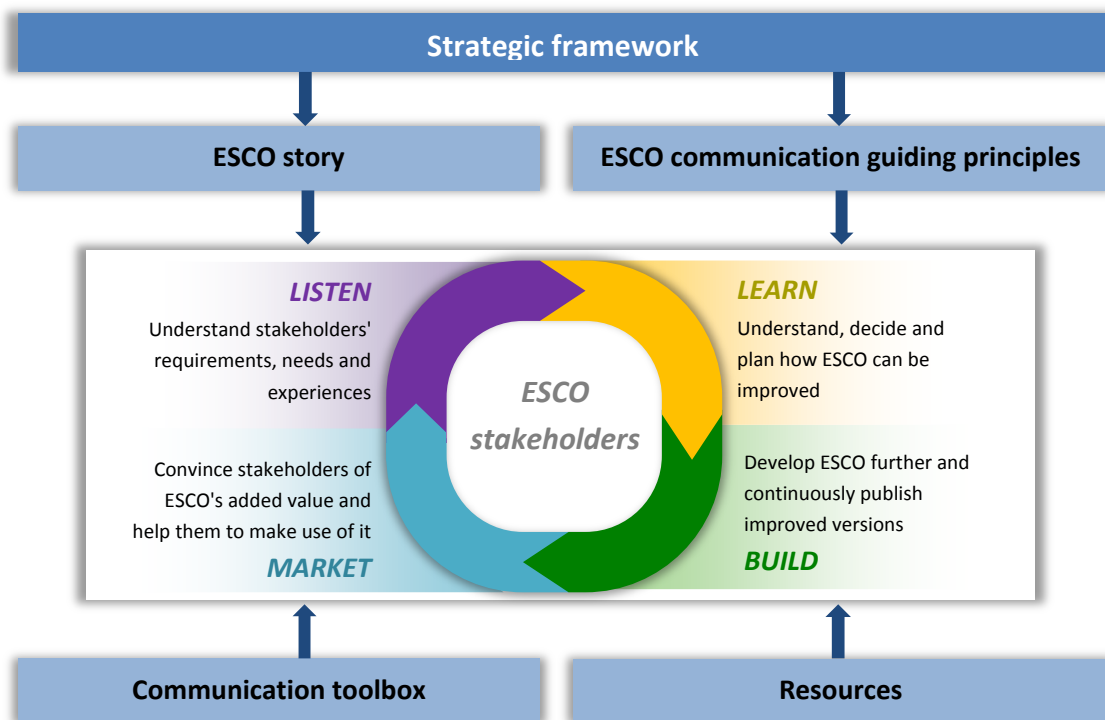 Strategic framework
ESCO story
ESCO communication guiding principles
LISTEN
Understand stakeholders'
requirements, needs and
experiences
LEARN
Understand, decide and
plan how ESCO can be
improved
ESCO
stakeholders
Convince stakeholders of
ESCO's added value and
help them to make use of it
MARKET
Develop ESCO further and
continuously publish
improved versions
BUILD
Communication toolbox
Resources